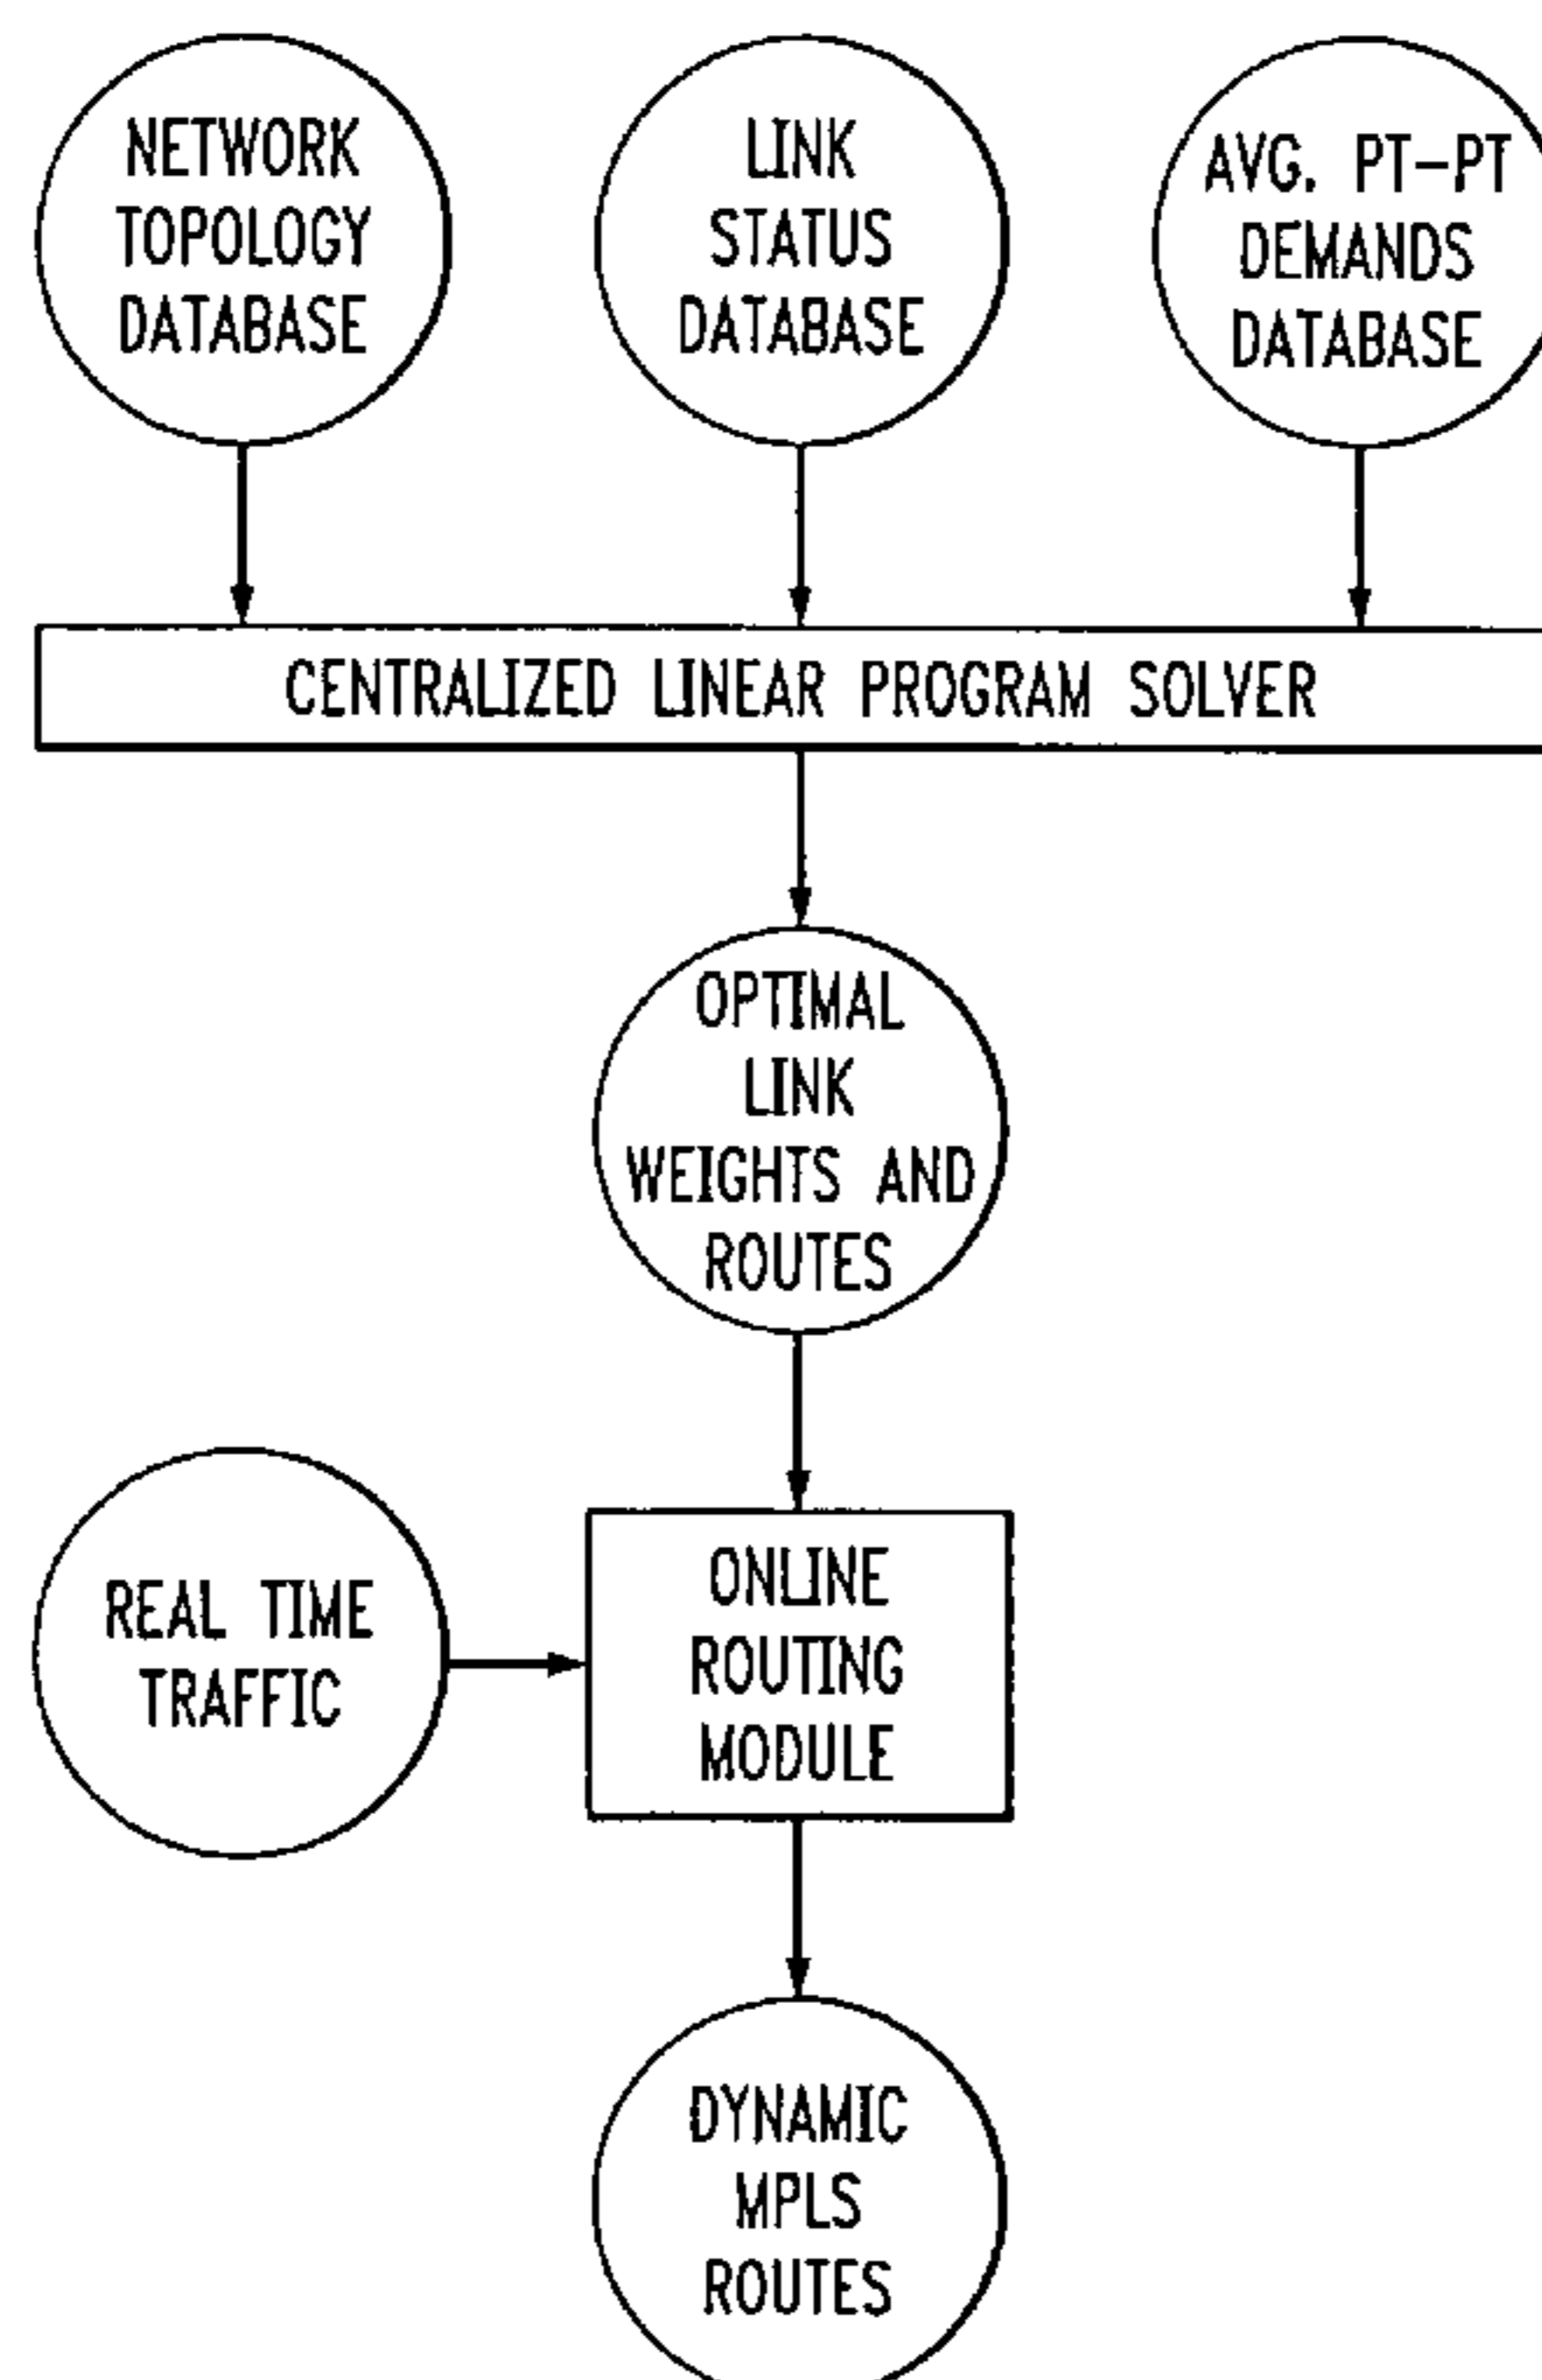 NETWORK
TOPOLOGY
DATABASE
LINK
STATUS
DATABASE
AVG. PT-PT
DEMANDS
DATABASE
CENTRALIZED LINEAR PROGRAM SOLVER
OPTIMAL
LINK
WEIGHTS AND
ROUTES
REAL TIME
TRAFFIC
ONLINE
ROUTING
MODULE
DYNAMIC
MPLS
ROUTES